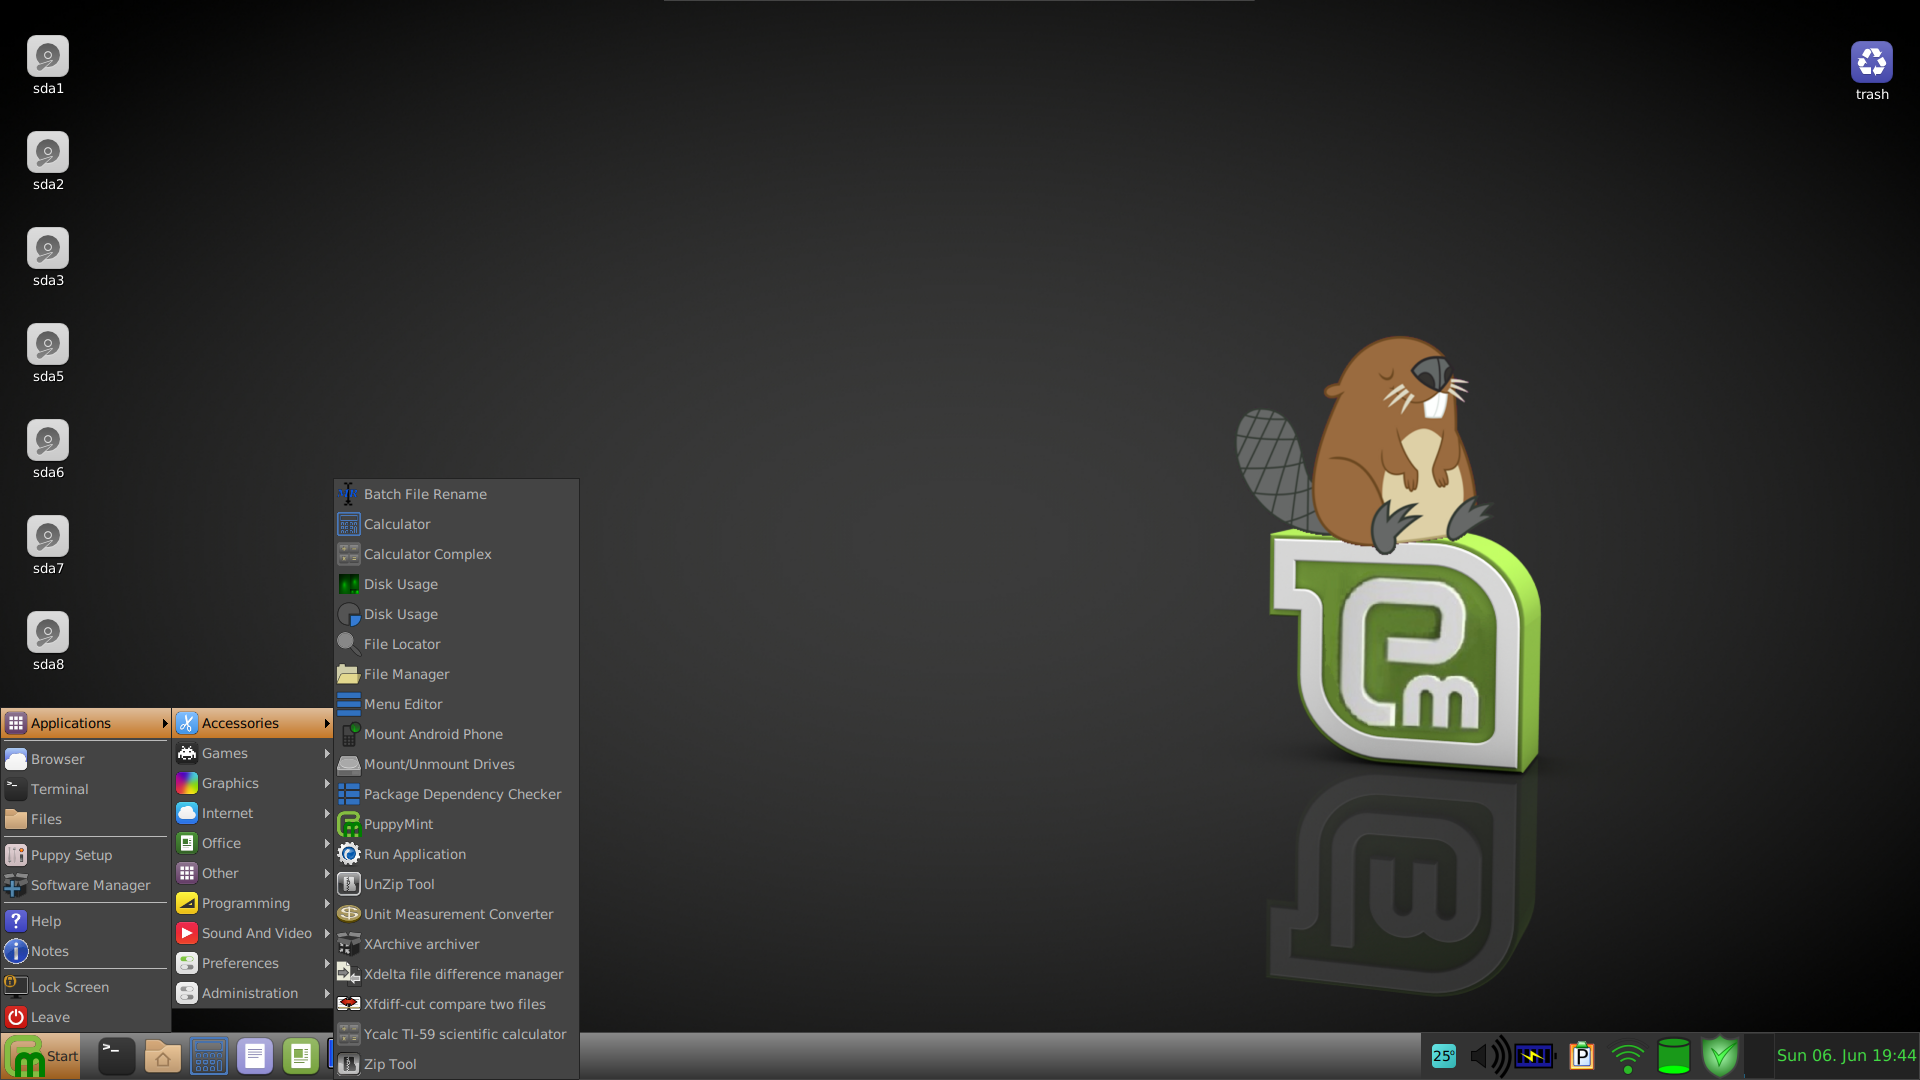 sda1
sda2
sda3
sda5
sda6
sda7
sda8
trash
Applications
Browser
Terminal
Files
Puppy Setup
Software Manager
Help
Notes
Lock Screen
Leave
Accessories
Games
Graphics
Internet
Office
Other
Programming
Sound And Video
Preferences
Administration
Batch File Rename
Calculator
Calculator Complex
Disk Usage
Disk Usage
File Locator
File Manager
Menu Editor
Mount Android Phone
Mount/Unmount Drives
Package Dependency Checker
PuppyMint
Run Application
UnZip Tool
Unit Measurement Converter
XArchive archiver
Xdelta file difference manager
Xfdiff-cut compare two files
Ycalc TI-59 scientific calculator
Zip Tool
Start
25°
P
Sun 06. Jun 19:44